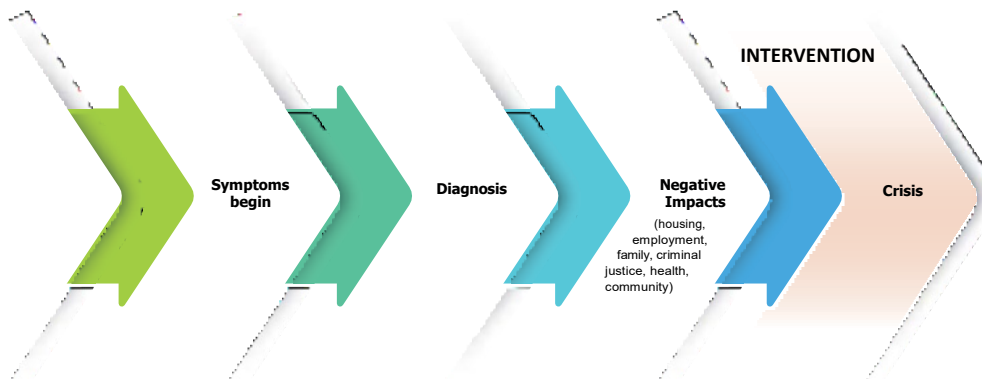 INTERVENTION
Symptoms
begin
Diagnosis
Negative
Impacts
(housing,
employment,
family, criminal
justice, health,
community)
Crisis